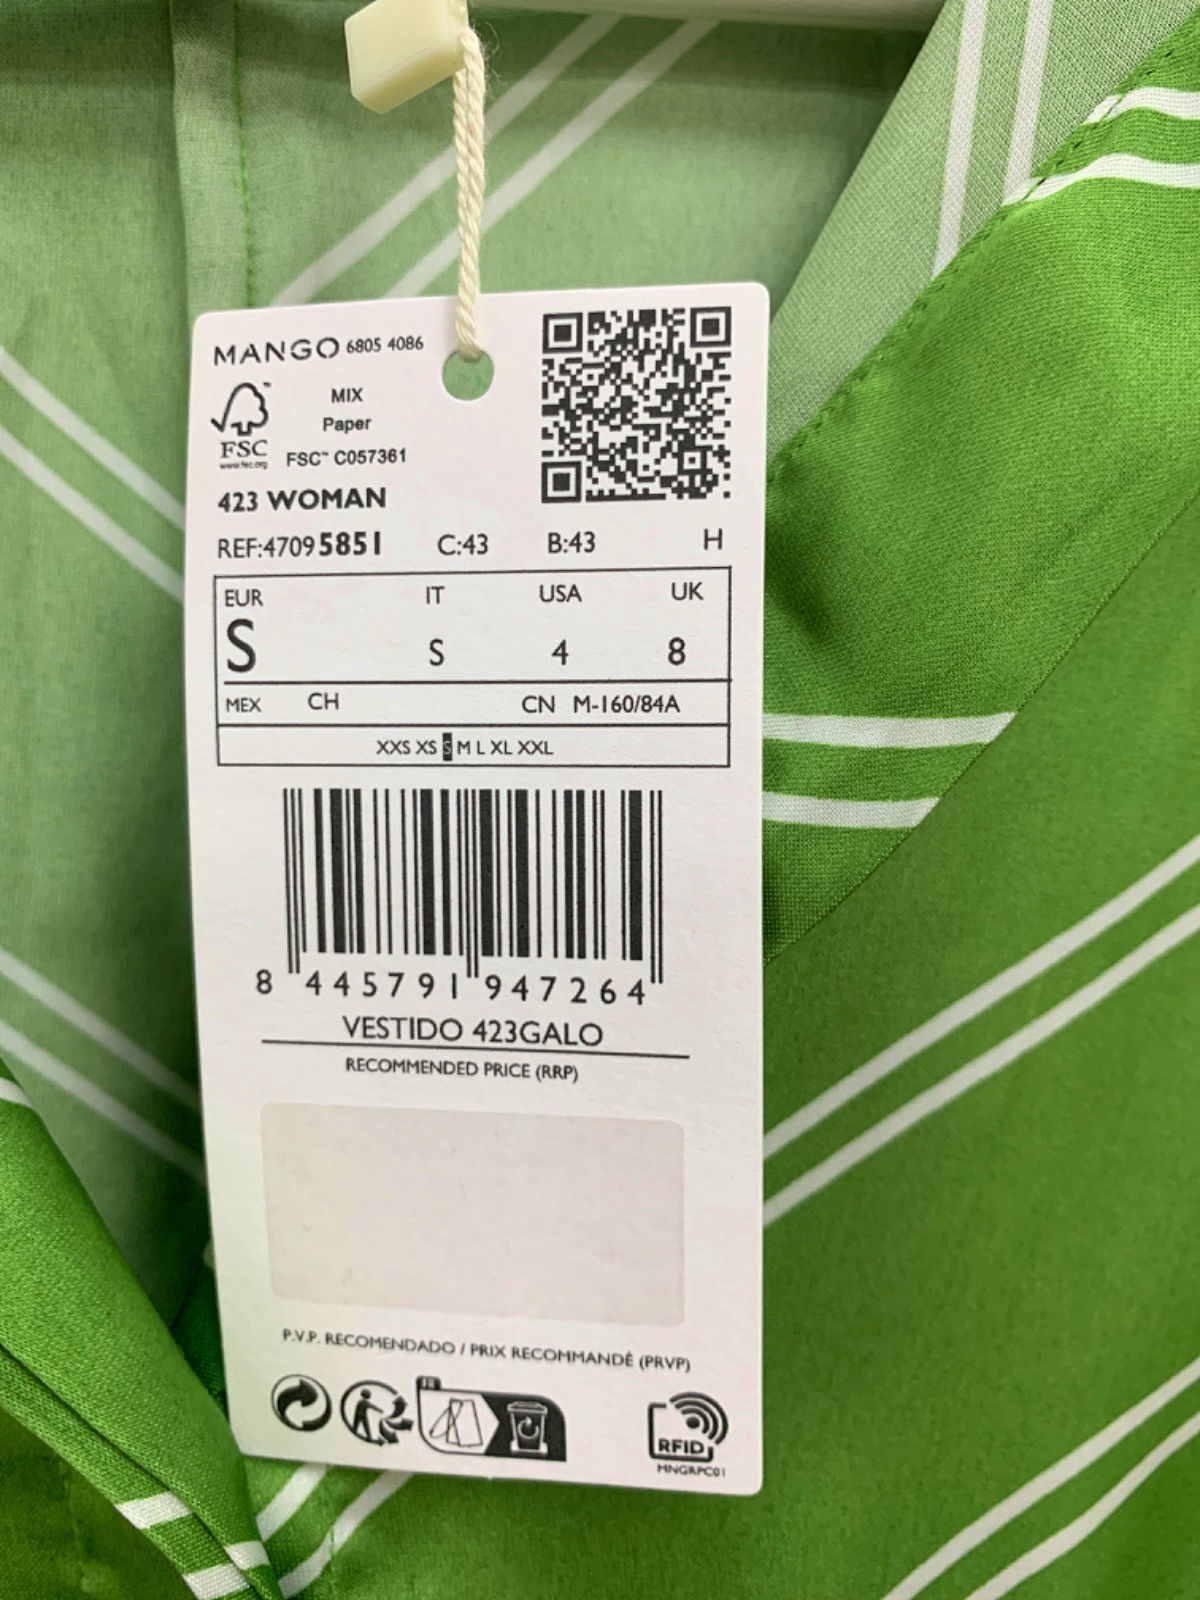 MANGO 6805 4086
MIX
Paper
FSC
www.fsc.org
FSC™ C057361
423 WOMAN
REF:47095851 C:43 B:43 H
EUR IT USA UK
S S 4 8
MEX CH CN M-160/84A
XXS XS S M L XL XXL
8 445791 947264
VESTIDO 423GALO
RECOMMENDED PRICE (RRP)
P.V.P. RECOMENDADO / PRIX RECOMMANDÉ (PRVP)
FR
RFID
MNGRPC01